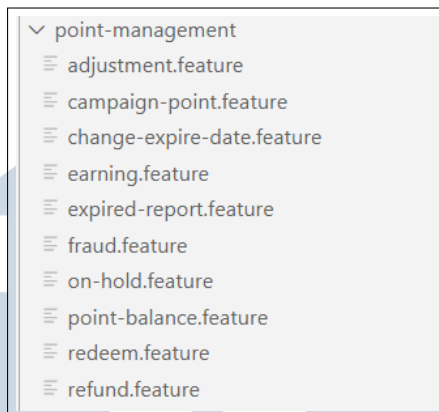 point-management
adjustment.feature
campaign-point.feature
change-expire-date.feature
earning.feature
expired-report.feature
fraud.feature
on-hold.feature
point-balance.feature
redeem.feature
refund.feature